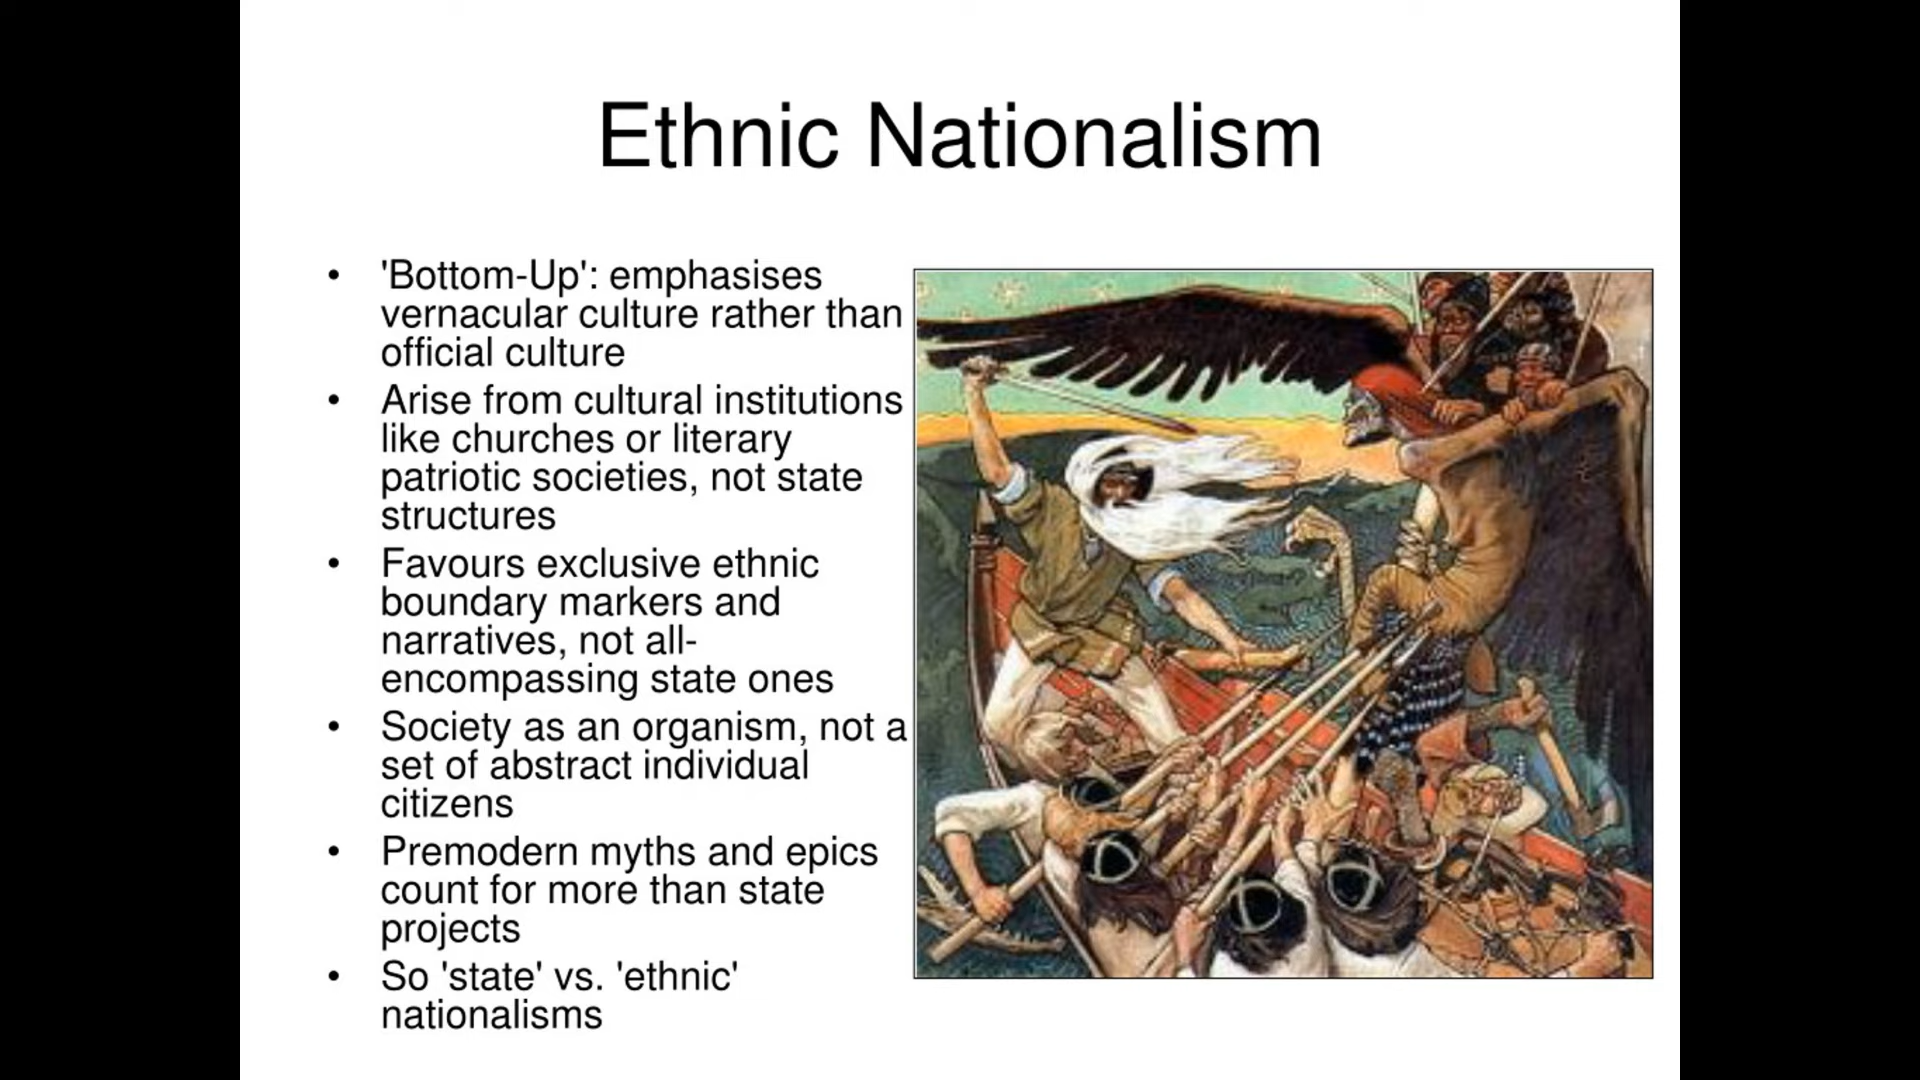 Ethnic Nationalism
• 'Bottom-Up': emphasises
vernacular culture rather than
official culture
• Arise from cultural institutions
like churches or literary
patriotic societies, not state
structures
• Favours exclusive ethnic
boundary markers and
narratives, not all-
encompassing state ones
• Society as an organism, not a
set of abstract individual
citizens
• Premodern myths and epics
count for more than state
projects
• So 'state' vs. 'ethnic'
nationalisms